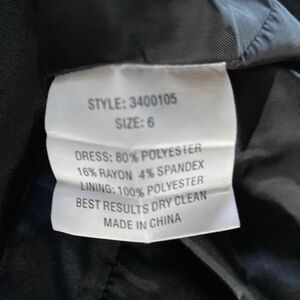 STYLE: 3400105
SIZE: 6
DRESS: 80% POLYESTER
16% RAYON 4% SPANDEX
LINING: 100% POLYESTER
BEST RESULTS DRY CLEAN
MADE IN CHINA